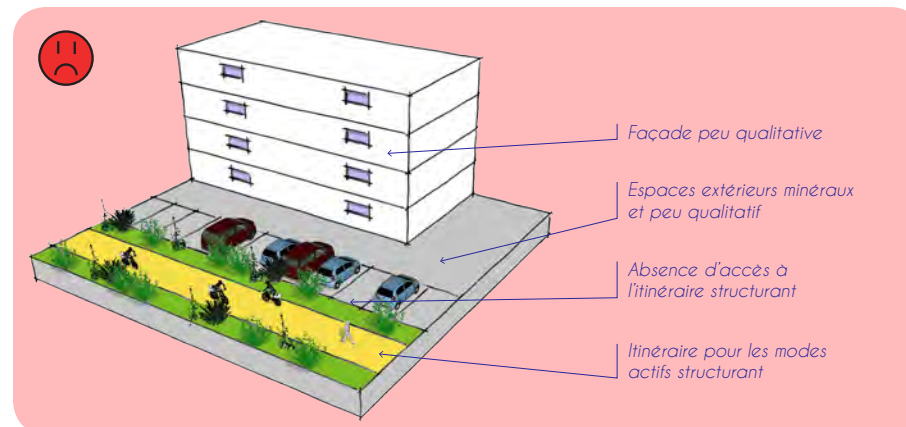 Façade peu qualitative
Espaces extérieurs minéraux
et peu qualitatif
Absence d'accès à
l'itinéraire structurant
Itinéraire pour les modes
actifs structurant